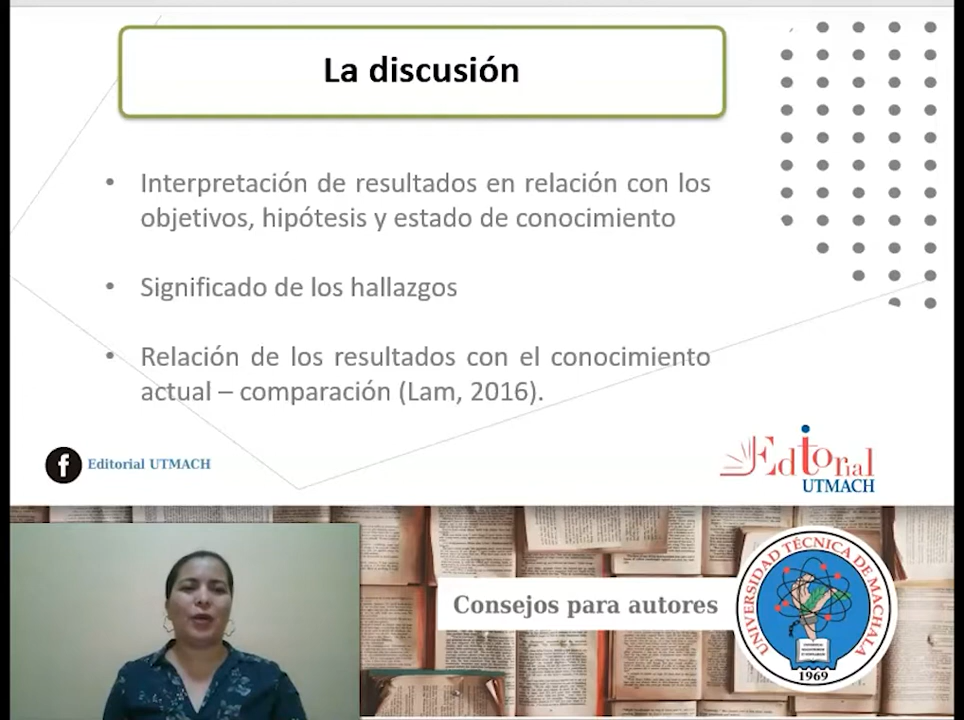 La discusión
• Interpretación de resultados en relación con los
objetivos, hipótesis y estado de conocimiento
• Significado de los hallazgos
• Relación de los resultados con el conocimiento
actual – comparación (Lam, 2016).
f Editorial UTMACH
Editorial
UTMACH
Consejos para autores
UNIVERSIDAD TÉCNICA DE MACHALA
1969